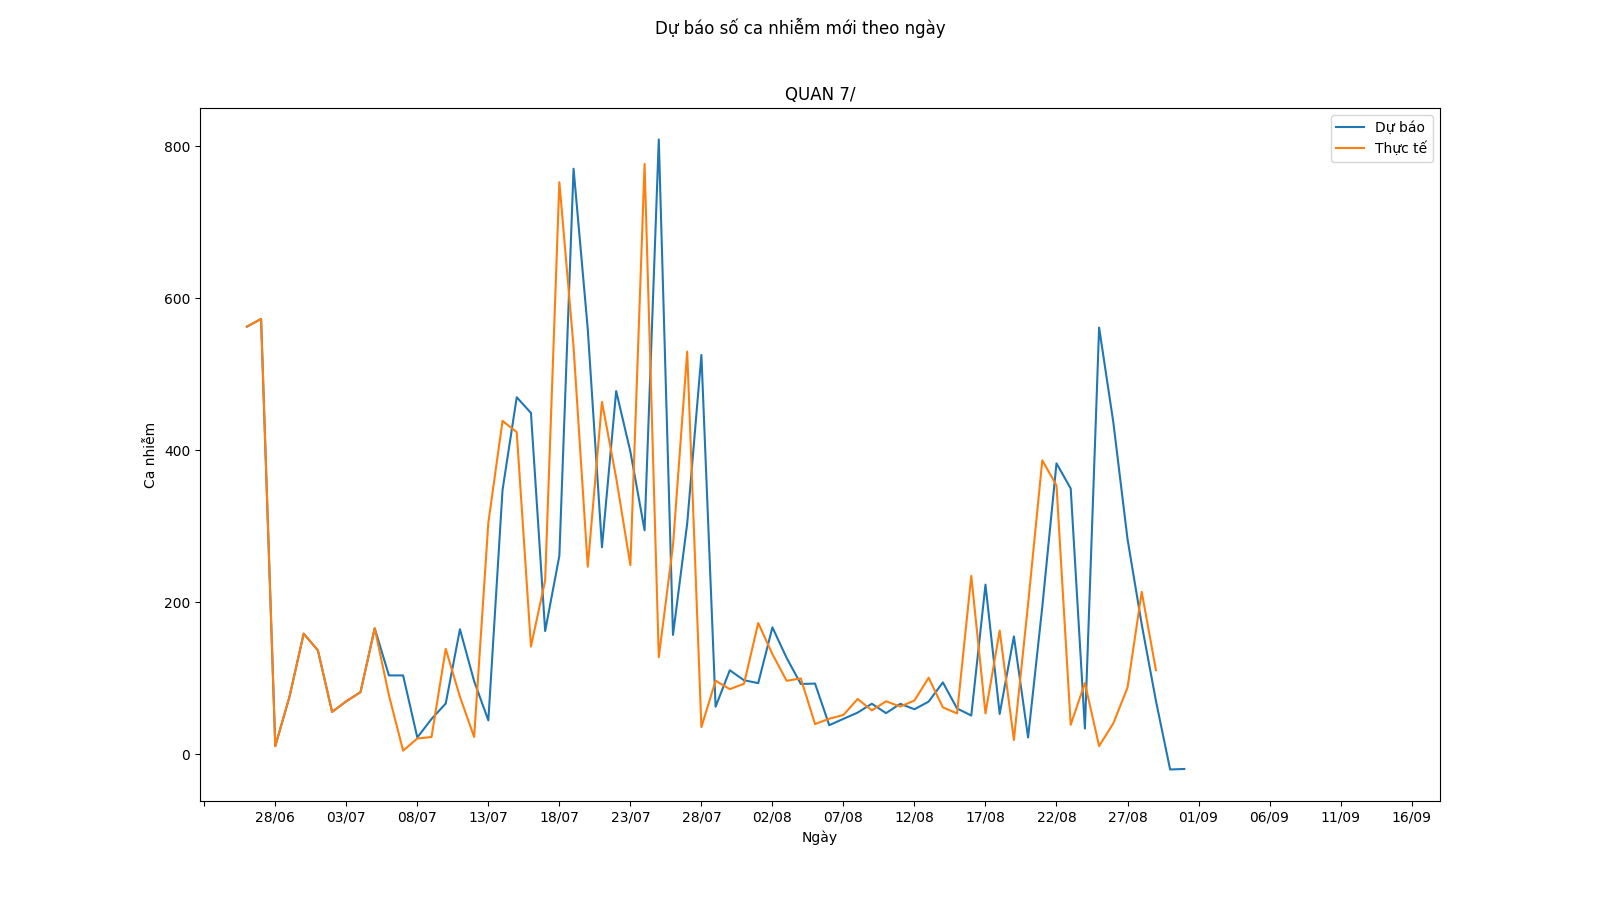 Dự báo số ca nhiễm mới theo ngày
QUAN 7/
Dự báo
Thực tế
800
600
400
200
0
Ca nhiễm
28/06 03/07 08/07 13/07 18/07 23/07 28/07 02/08 07/08 12/08 17/08 22/08 27/08 01/09 06/09 11/09 16/09
Ngày